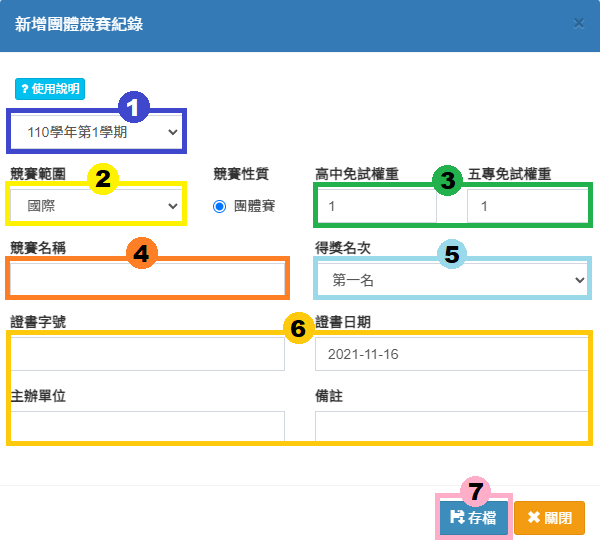 新增團體競賽紀錄 ×
? 使用說明
1
110學年第1學期
競賽範圍 2 競賽性質 高中免試權重 3 五專免試權重
國際 團體賽 1 1
競賽名稱 4 得獎名次 5
第一名
證書字號 6 證書日期
2021-11-16
主辦單位 備註
7
存檔 ✖ 關閉